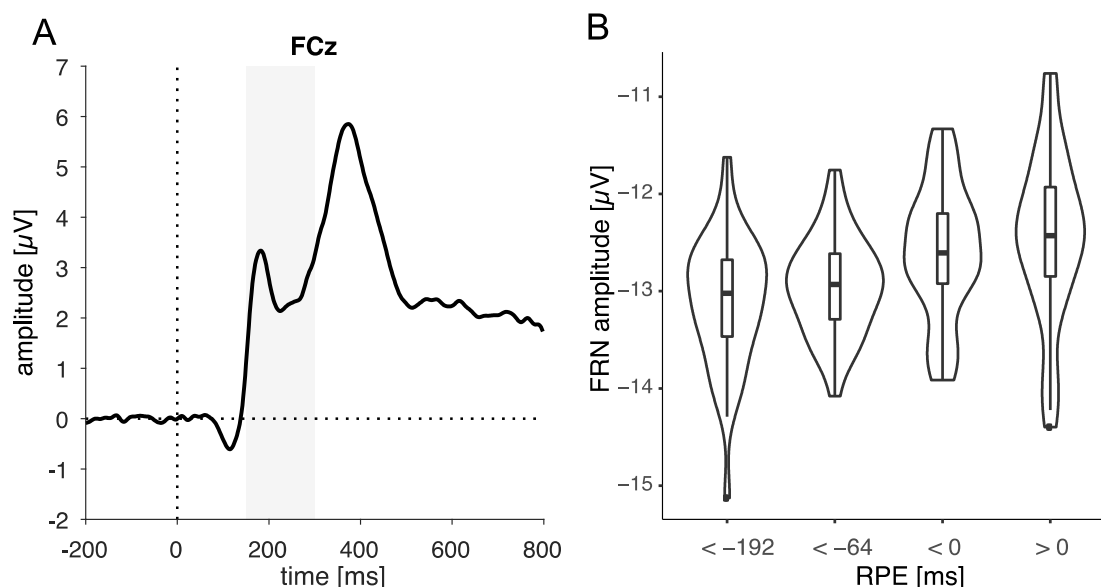 A
FCz
7
6
5
4
3
2
1
0
-1
-2
amplitude [µV]
-200 0 200 400 600 800
time [ms]
B
−11
−12
−13
−14
−15
FRN amplitude [µV]
< −192 < −64 < 0 > 0
RPE [ms]